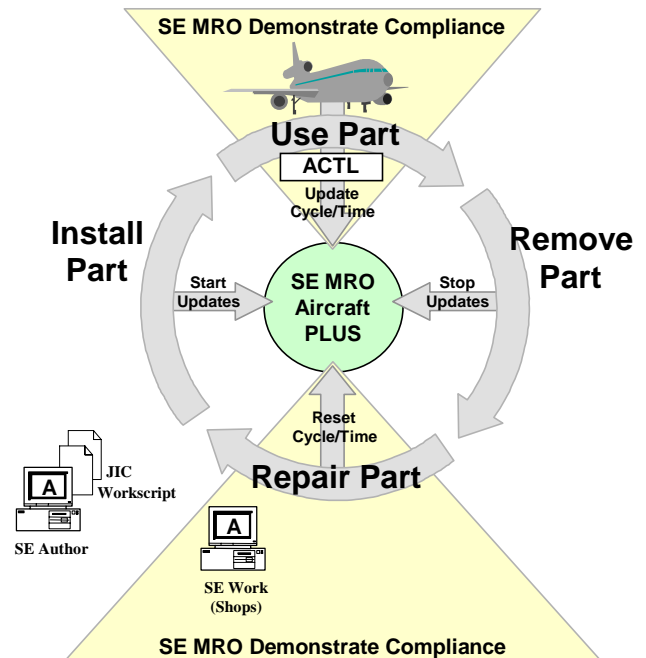 SE MRO Demonstrate Compliance
Use Part
ACTL
Update
Cycle/Time
Install
Part
Remove
Part
Start
Updates
SE MRO
Aircraft
PLUS
Stop
Updates
Reset
Cycle/Time
Repair Part
JIC
Workscript
A
SE Author
A
SE Work
(Shops)
SE MRO Demonstrate Compliance